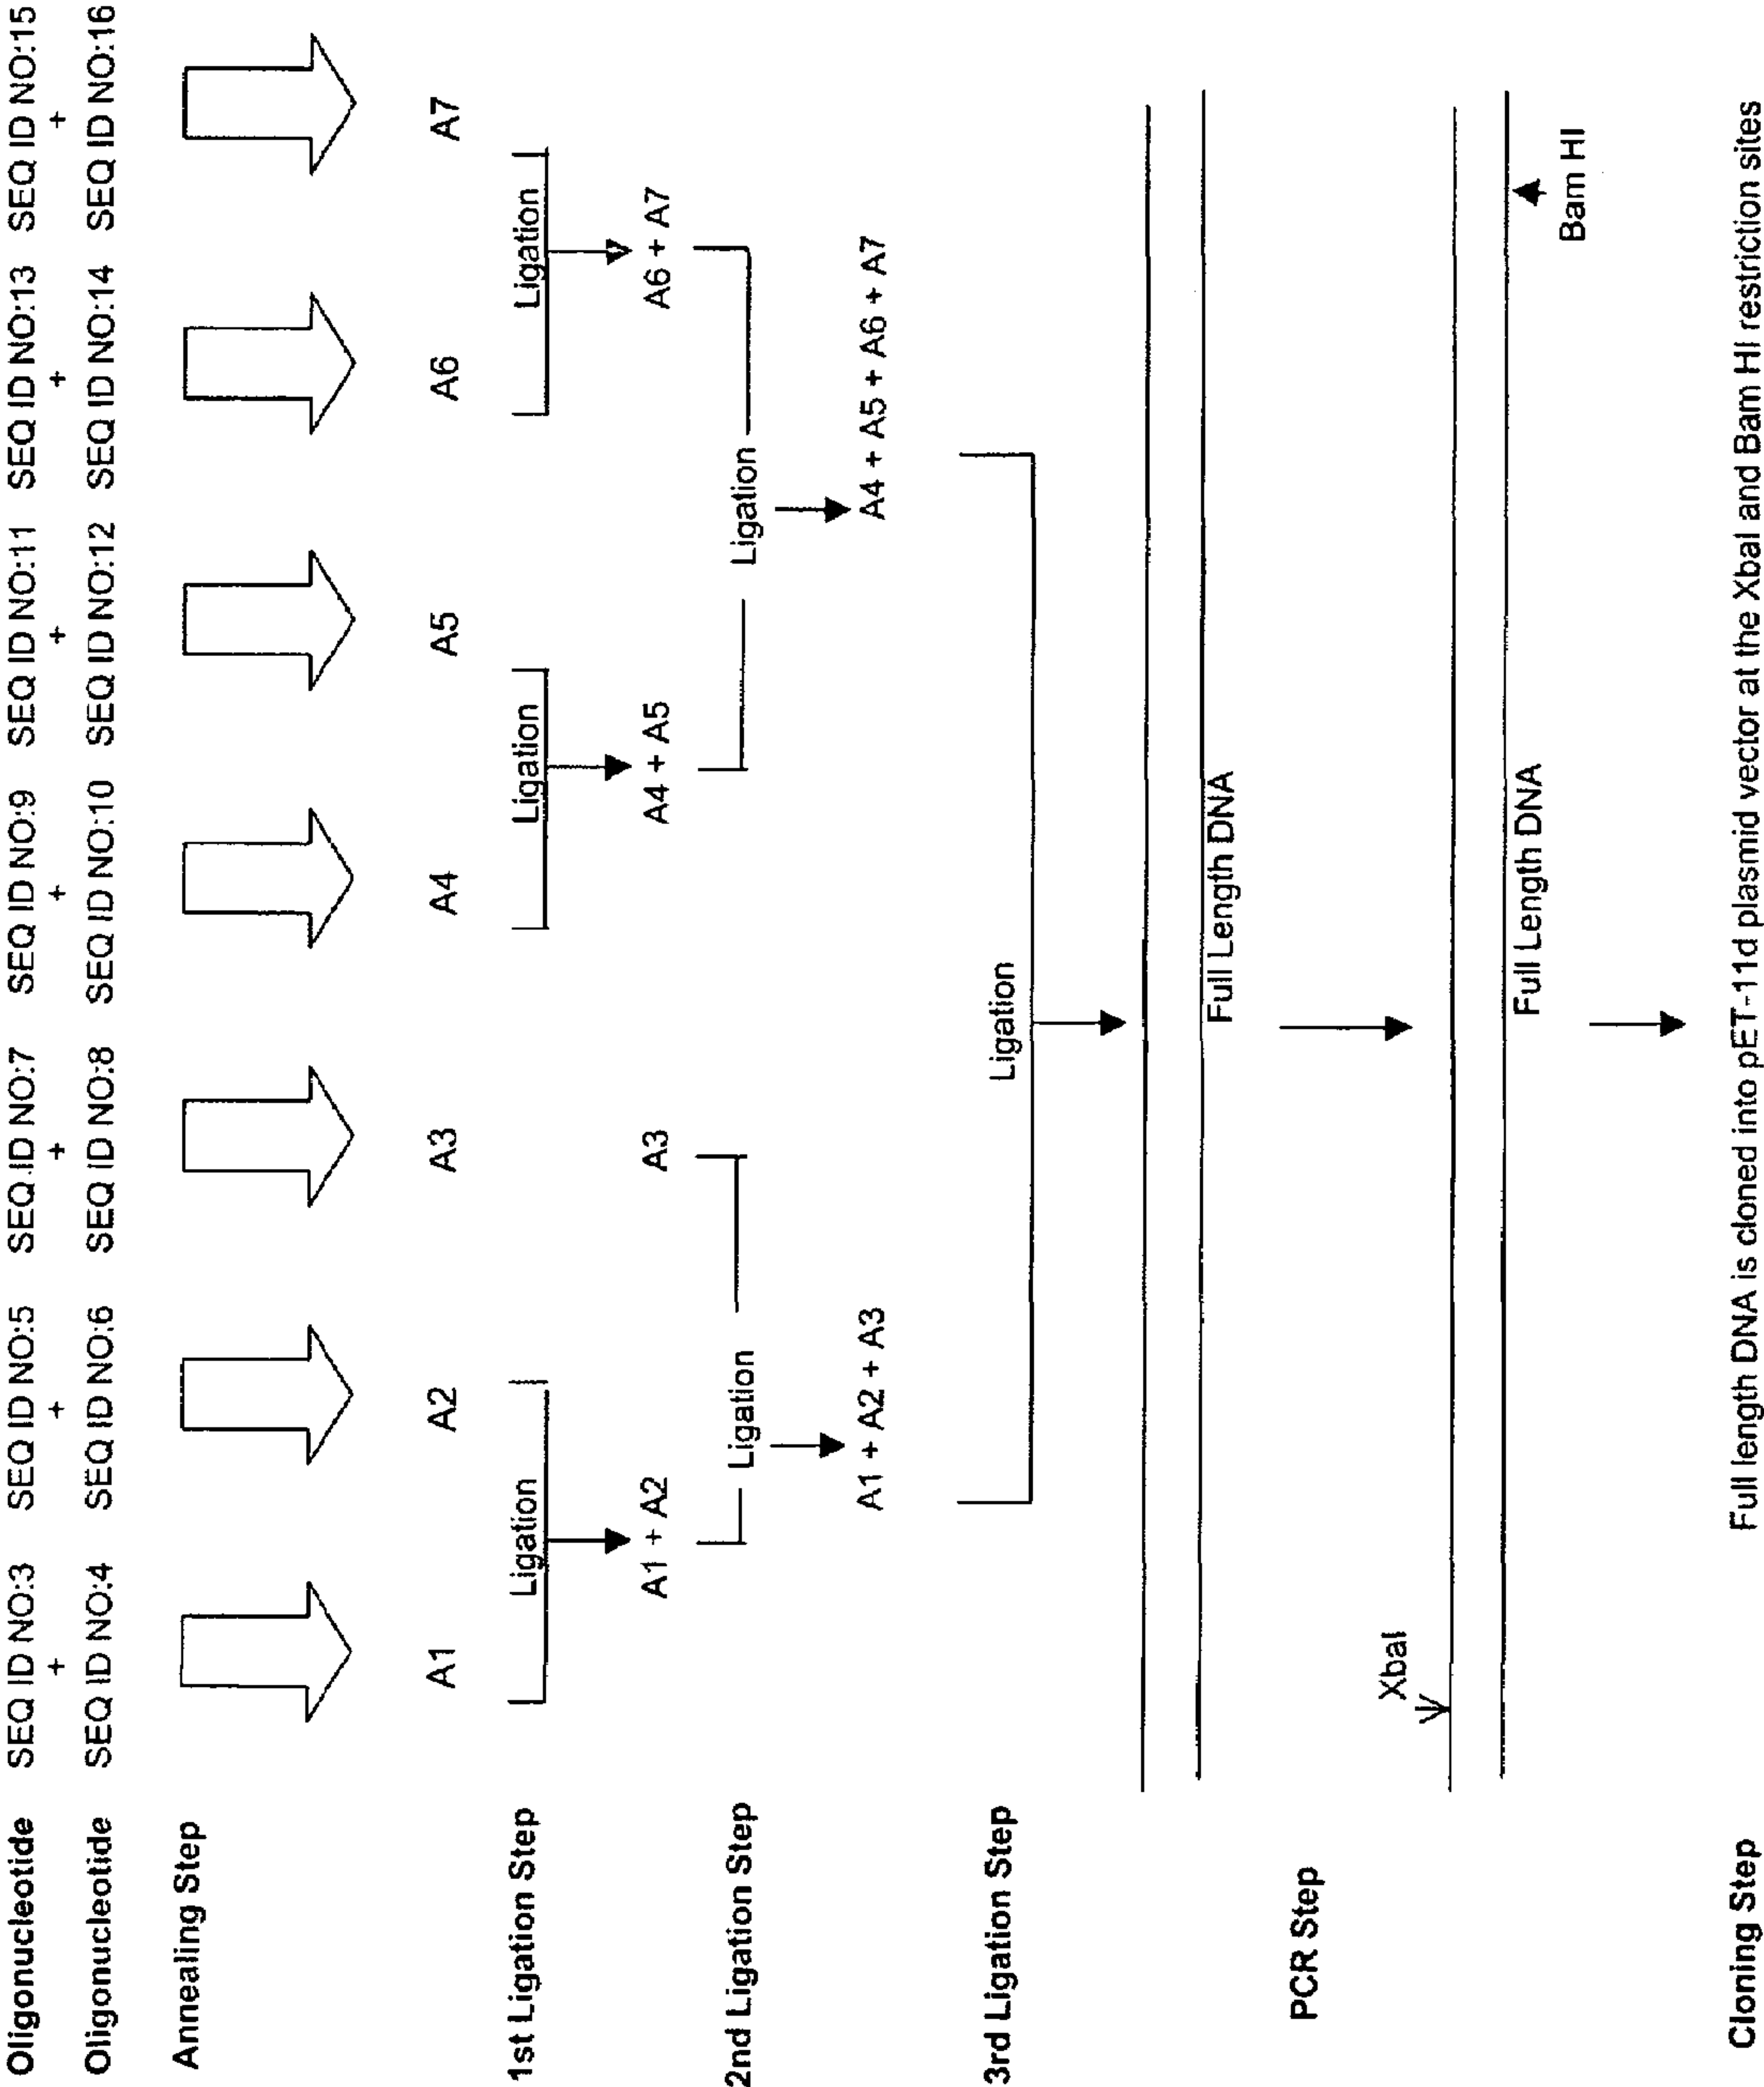 Oligonucleotide SEQ ID NO:3 SEQ ID NO:5 SEQ ID NO:7 SEQ ID NO:9 SEQ ID NO:11 SEQ ID NO:13 SEQ ID NO:15
+ + + + + + +
Oligonucleotide SEQ ID NO:4 SEQ ID NO:6 SEQ ID NO:8 SEQ ID NO:10 SEQ ID NO:12 SEQ ID NO:14 SEQ ID NO:16
Annealing Step
A1 A2 A3 A4 A5 A6 A7
1st Ligation Step Ligation Ligation Ligation
A1 + A2 A3 A4 + A5 A6 + A7
2nd Ligation Step Ligation Ligation
A1 + A2 + A3 A4 + A5 + A6 + A7
3rd Ligation Step Ligation
Full Length DNA
PCR Step
XbaI
Full Length DNA
Bam HI
Cloning Step Full length DNA is cloned into pET-11d plasmid vector at the XbaI and Bam HI restriction sites